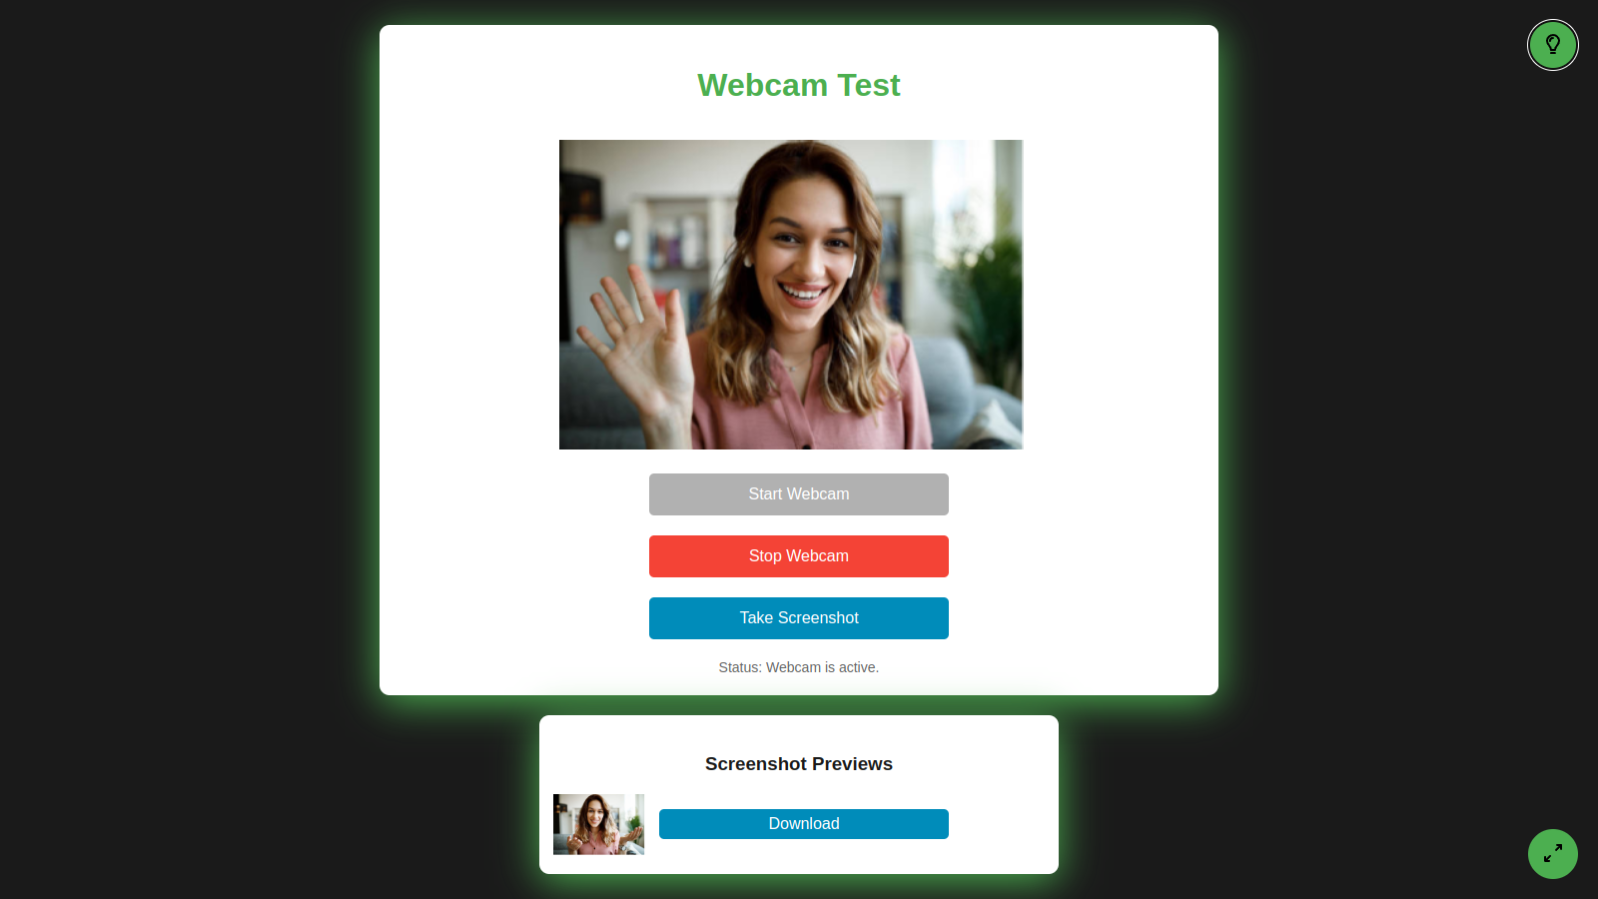 Webcam Test
Start Webcam
Stop Webcam
Take Screenshot
Status: Webcam is active.
Screenshot Previews
Download